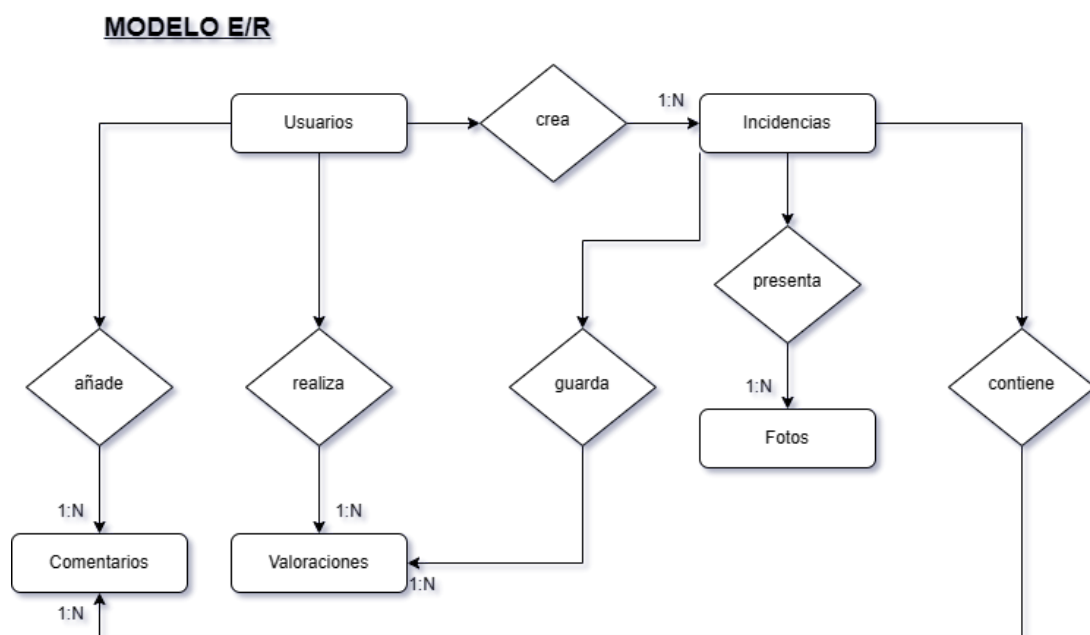 MODELO E/R
Usuarios
crea
1:N
Incidencias
presenta
añade
realiza
guarda
1:N
contiene
Fotos
1:N
1:N
Comentarios
Valoraciones
1:N
1:N